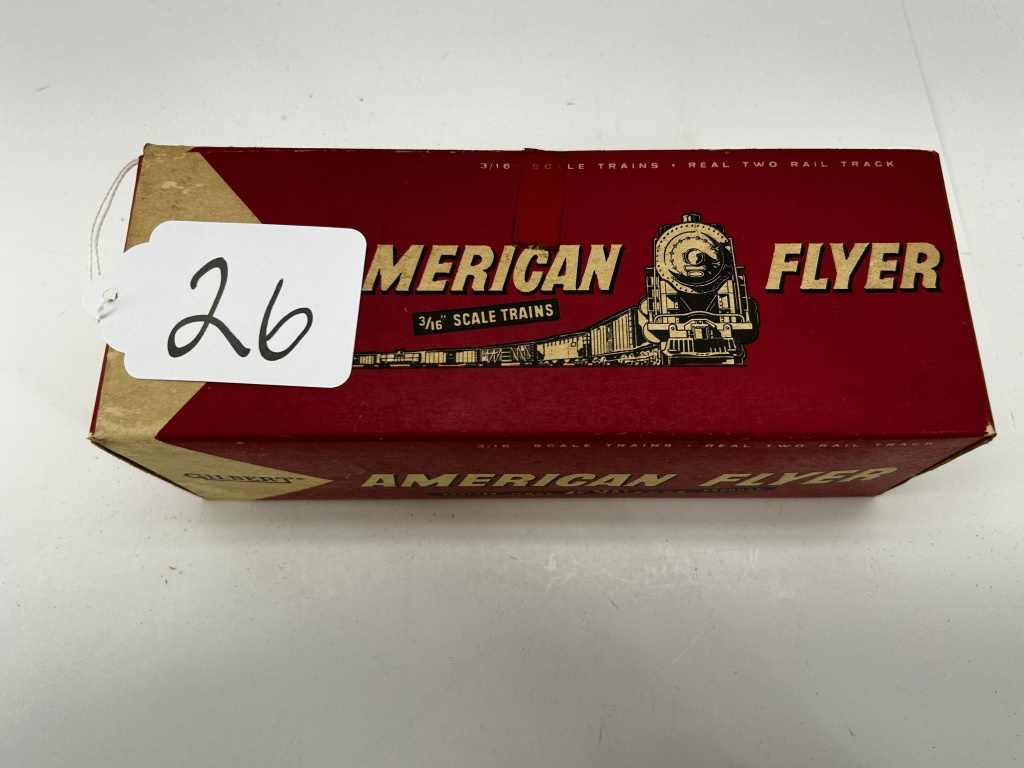 3/16" SCALE TRAINS • REAL TWO RAIL TRACK
MERICAN FLYER
3/16" SCALE TRAINS
26
3/16" SCALE TRAINS • REAL TWO RAIL TRACK
GILBERT
AMERICAN FLYER